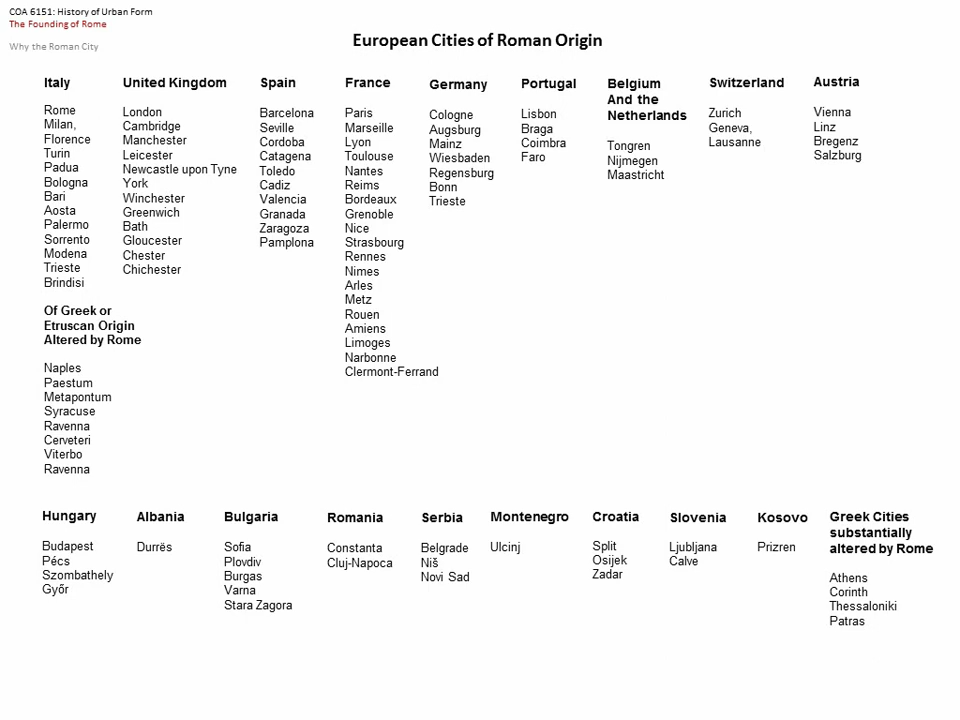 COA 6151: History of Urban Form
The Founding of Rome
Why the Roman City
European Cities of Roman Origin
Italy
Rome
Milan,
Florence
Turin
Padua
Bologna
Bari
Aosta
Palermo
Sorrento
Modena
Trieste
Brindisi
Of Greek or
Etruscan Origin
Altered by Rome
Naples
Paestum
Metapontum
Syracuse
Ravenna
Cerveteri
Viterbo
Ravenna
United Kingdom
London
Cambridge
Manchester
Leicester
Newcastle upon Tyne
York
Winchester
Greenwich
Bath
Gloucester
Chester
Chichester
Spain
Barcelona
Seville
Cordoba
Catagena
Toledo
Cadiz
Valencia
Granada
Zaragoza
Pamplona
France
Paris
Marseille
Lyon
Toulouse
Nantes
Reims
Bordeaux
Grenoble
Nice
Strasbourg
Rennes
Nimes
Arles
Metz
Rouen
Amiens
Limoges
Narbonne
Clermont-Ferrand
Germany
Cologne
Augsburg
Mainz
Wiesbaden
Regensburg
Bonn
Trieste
Portugal
Lisbon
Braga
Coimbra
Faro
Belgium
And the
Netherlands
Tongren
Nijmegen
Maastricht
Switzerland
Zurich
Geneva,
Lausanne
Austria
Vienna
Linz
Bregenz
Salzburg
Hungary
Budapest
Pécs
Szombathely
Győr
Albania
Durrës
Bulgaria
Sofia
Plovdiv
Burgas
Varna
Stara Zagora
Romania
Constanta
Cluj-Napoca
Serbia
Belgrade
Niš
Novi Sad
Montenegro
Ulcinj
Croatia
Split
Osijek
Zadar
Slovenia
Ljubljana
Calve
Kosovo
Prizren
Greek Cities
substantially
altered by Rome
Athens
Corinth
Thessaloniki
Patras